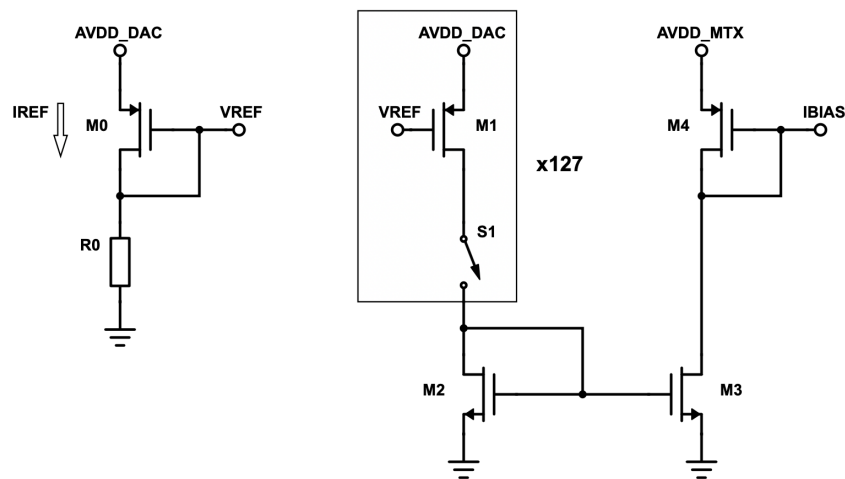 AVDD_DAC
AVDD_DAC
AVDD_MTX
IREF
M0
VREF
VREF
M1
M4
IBIAS
x127
S1
R0
M2
M3